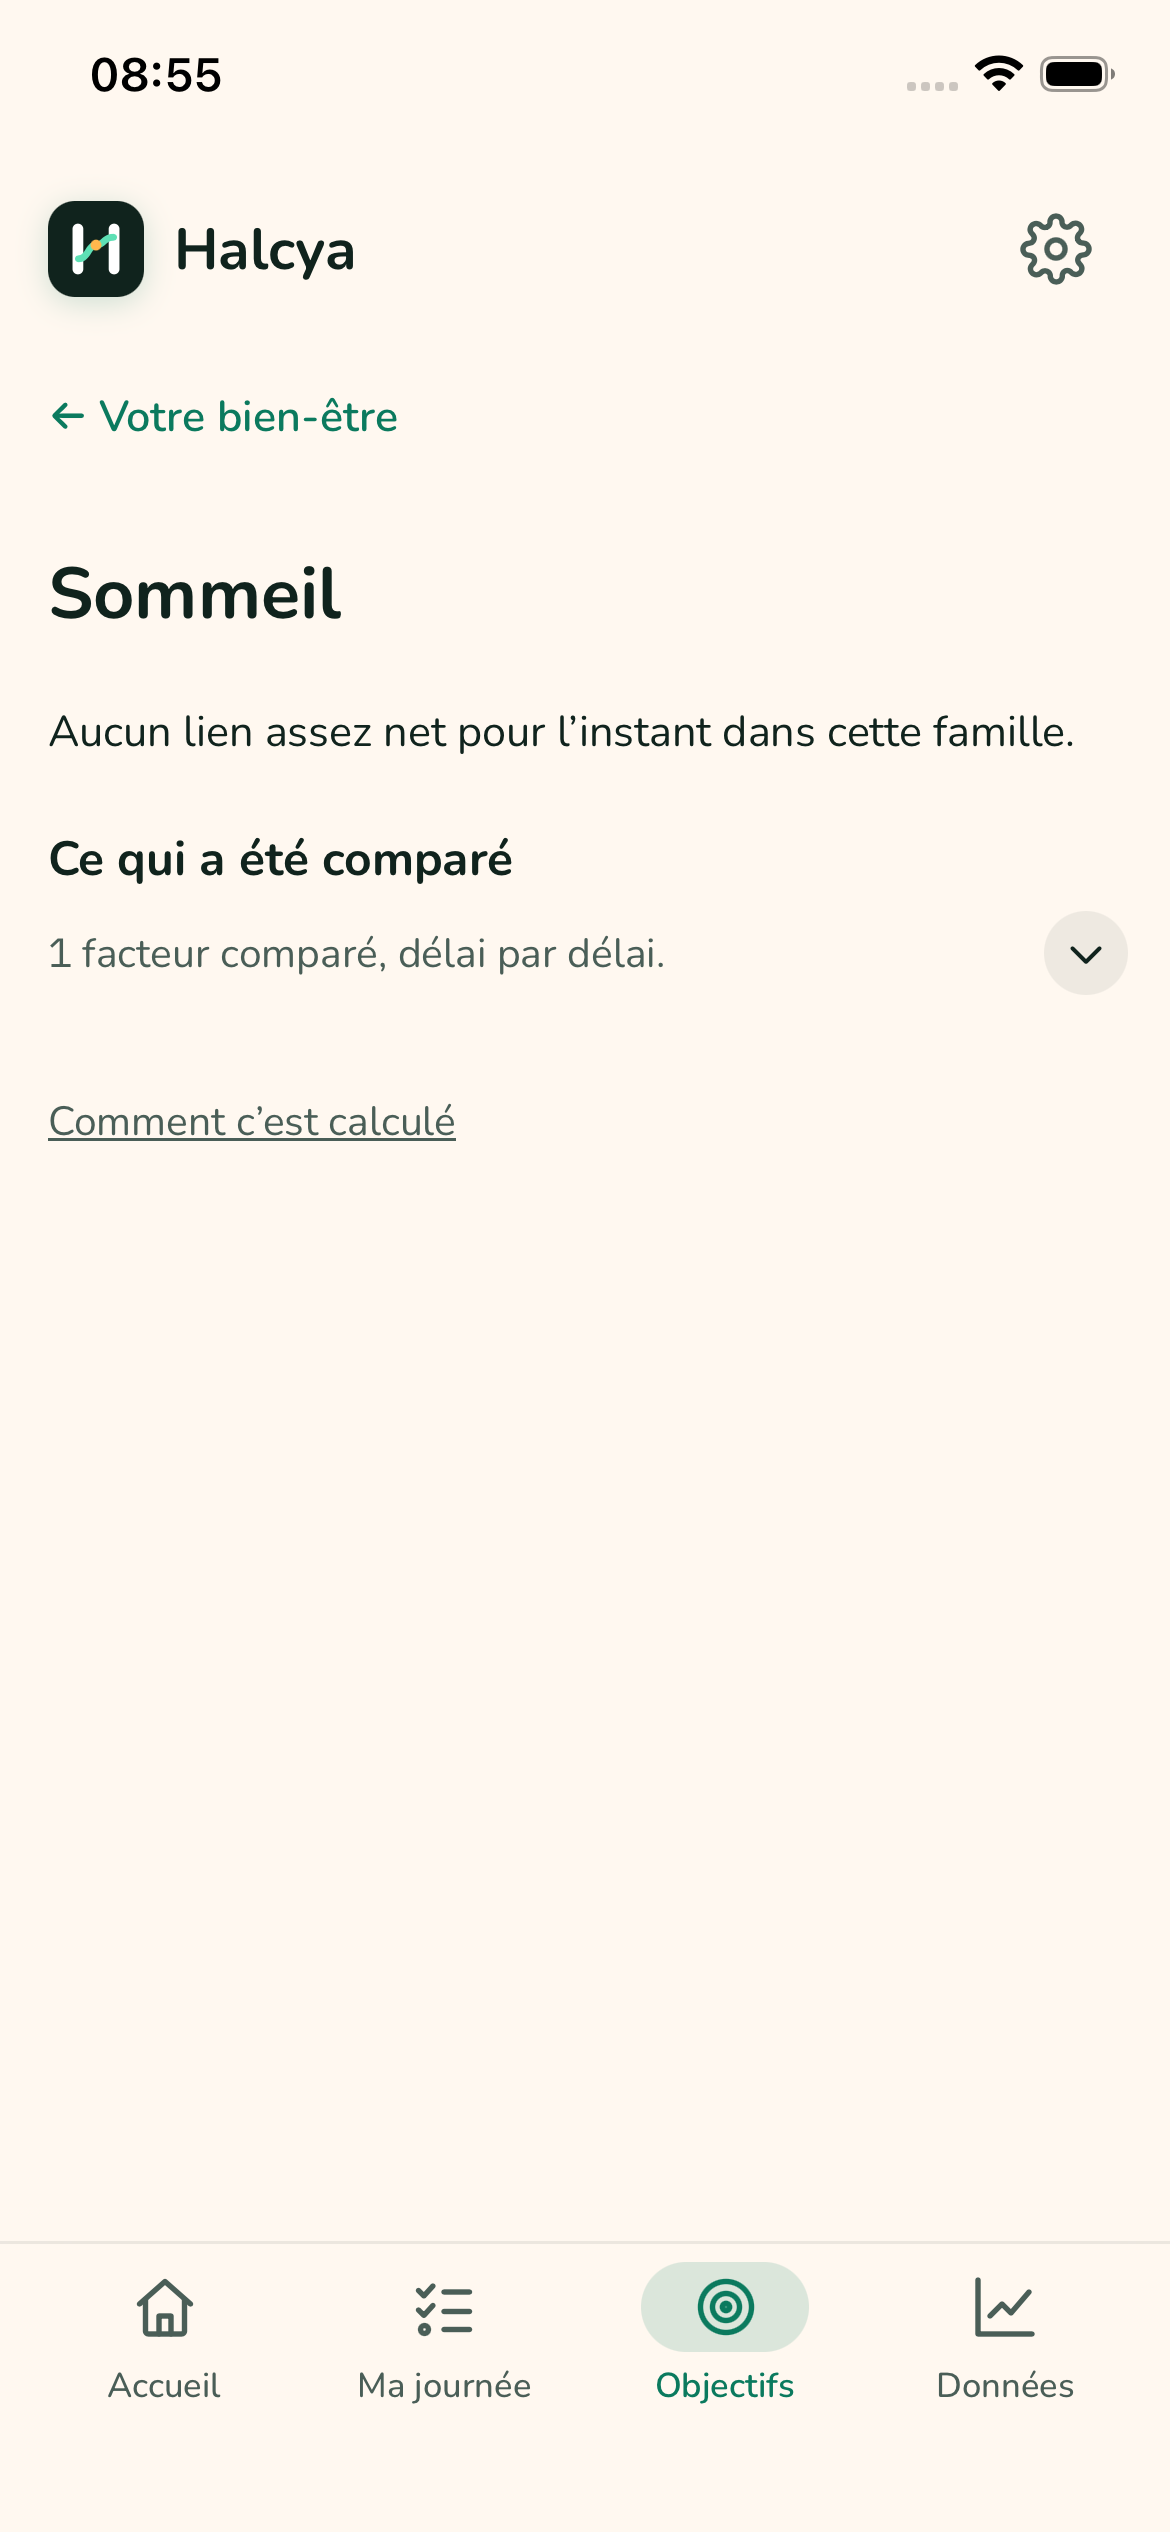 08:55
Halcya
← Votre bien-être
Sommeil
Aucun lien assez net pour l’instant dans cette famille.
Ce qui a été comparé
1 facteur comparé, délai par délai.
Comment c’est calculé
Accueil
Ma journée
Objectifs
Données